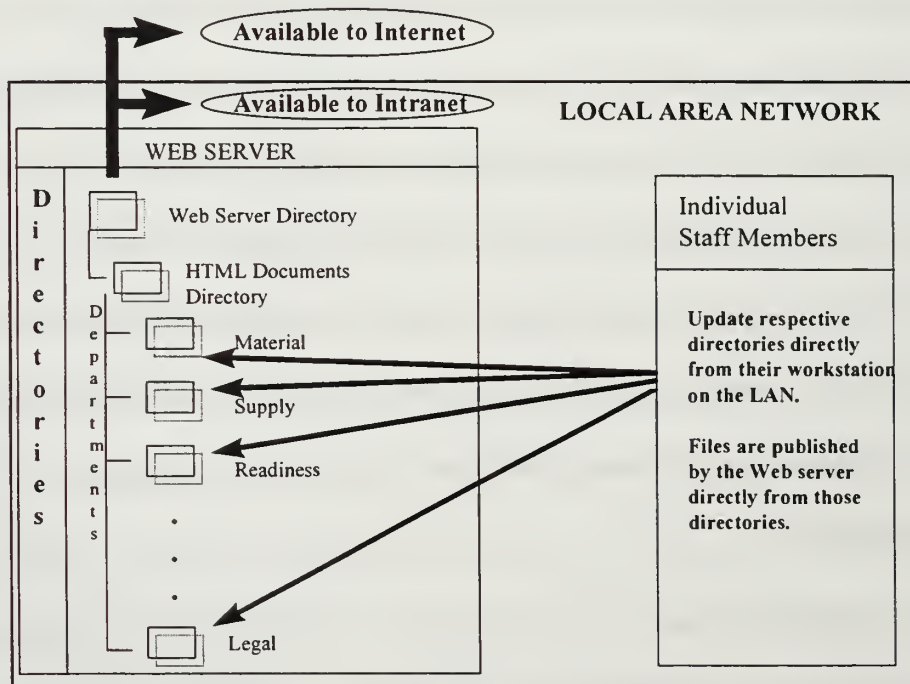 Available to Internet
Available to Intranet
LOCAL AREA NETWORK
WEB SERVER
Directories
Web Server Directory
HTML Documents
Directory
Departments
Material
Supply
Readiness
Legal
Individual
Staff Members
Update respective
directories directly
from their workstation
on the LAN.
Files are published
by the Web server
directly from those
directories.